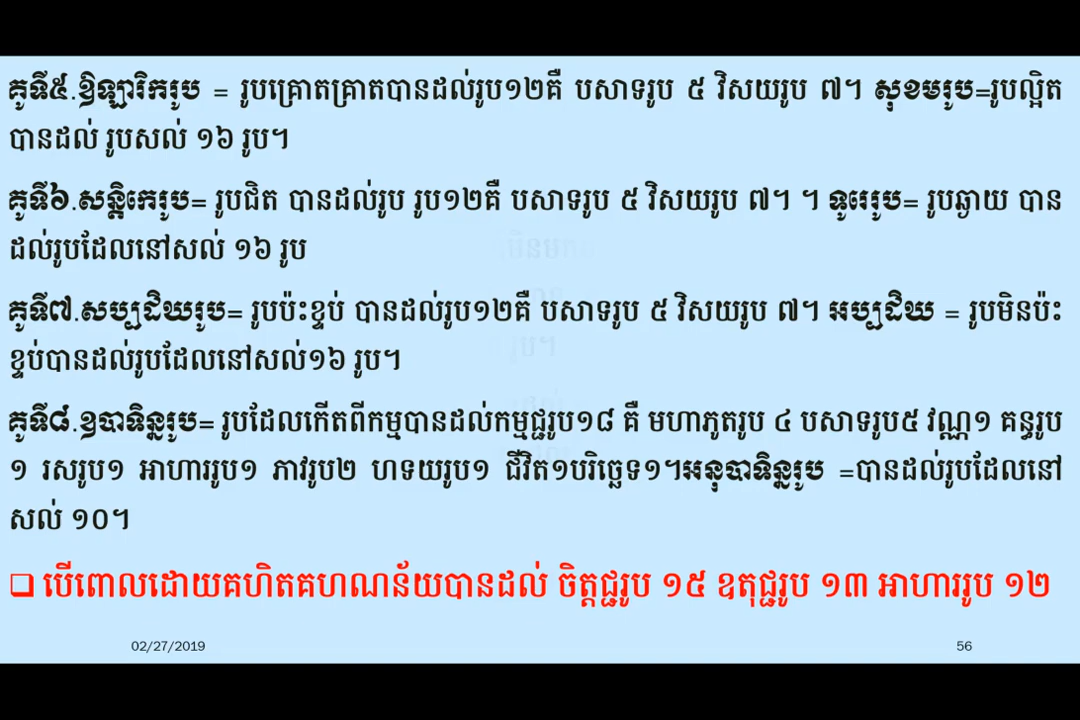 គូទី៥.ឱឡារិករូប = រូបគ្រោតគ្រាតបានដល់រូប១២គឺ បសាទរូប ៥ វិសយរូប ៧។ សុខមរូប=រូបល្អិត
បានដល់ រូបសល់ ១៦ រូប។
គូទី៦.សន្តិកេរូប= រូបជិត បានដល់រូប រូប១២គឺ បសាទរូប ៥ វិសយរូប ៧។ ។ ទូរេរូប= រូបឆ្ងាយ បាន
ដល់រូបដែលនៅសល់ ១៦ រូប
គូទី៧.សប្បដិឃរូប= រូបប៉ះខ្ទប់ បានដល់រូប១២គឺ បសាទរូប ៥ វិសយរូប ៧។ អប្បដិឃ = រូបមិនប៉ះ
ខ្ទប់បានដល់រូបដែលនៅសល់១៦ រូប។
គូទី៨.ឧបាទិន្នរូប= រូបដែលកើតពីកម្មបានដល់កម្មជ្ជរូប១៨ គឺ មហាភូតរូប ៤ បសាទរូប៥ វណ្ណ១ គន្ធរូប
១ រសរូប១ អាហាររូប១ ភាវរូប២ ហទយរូប១ ជីវិត១បរិច្ឆេទ១។អនុបាទិន្នរូប =បានដល់រូបដែលនៅ
សល់ ១០។
❑ បើពោលដោយគហិតគហណន័យបានដល់ ចិត្តជ្ជរូប ១៥ ឧតុជ្ជរូប ១៣ អាហាររូប ១២
02/27/2019 56